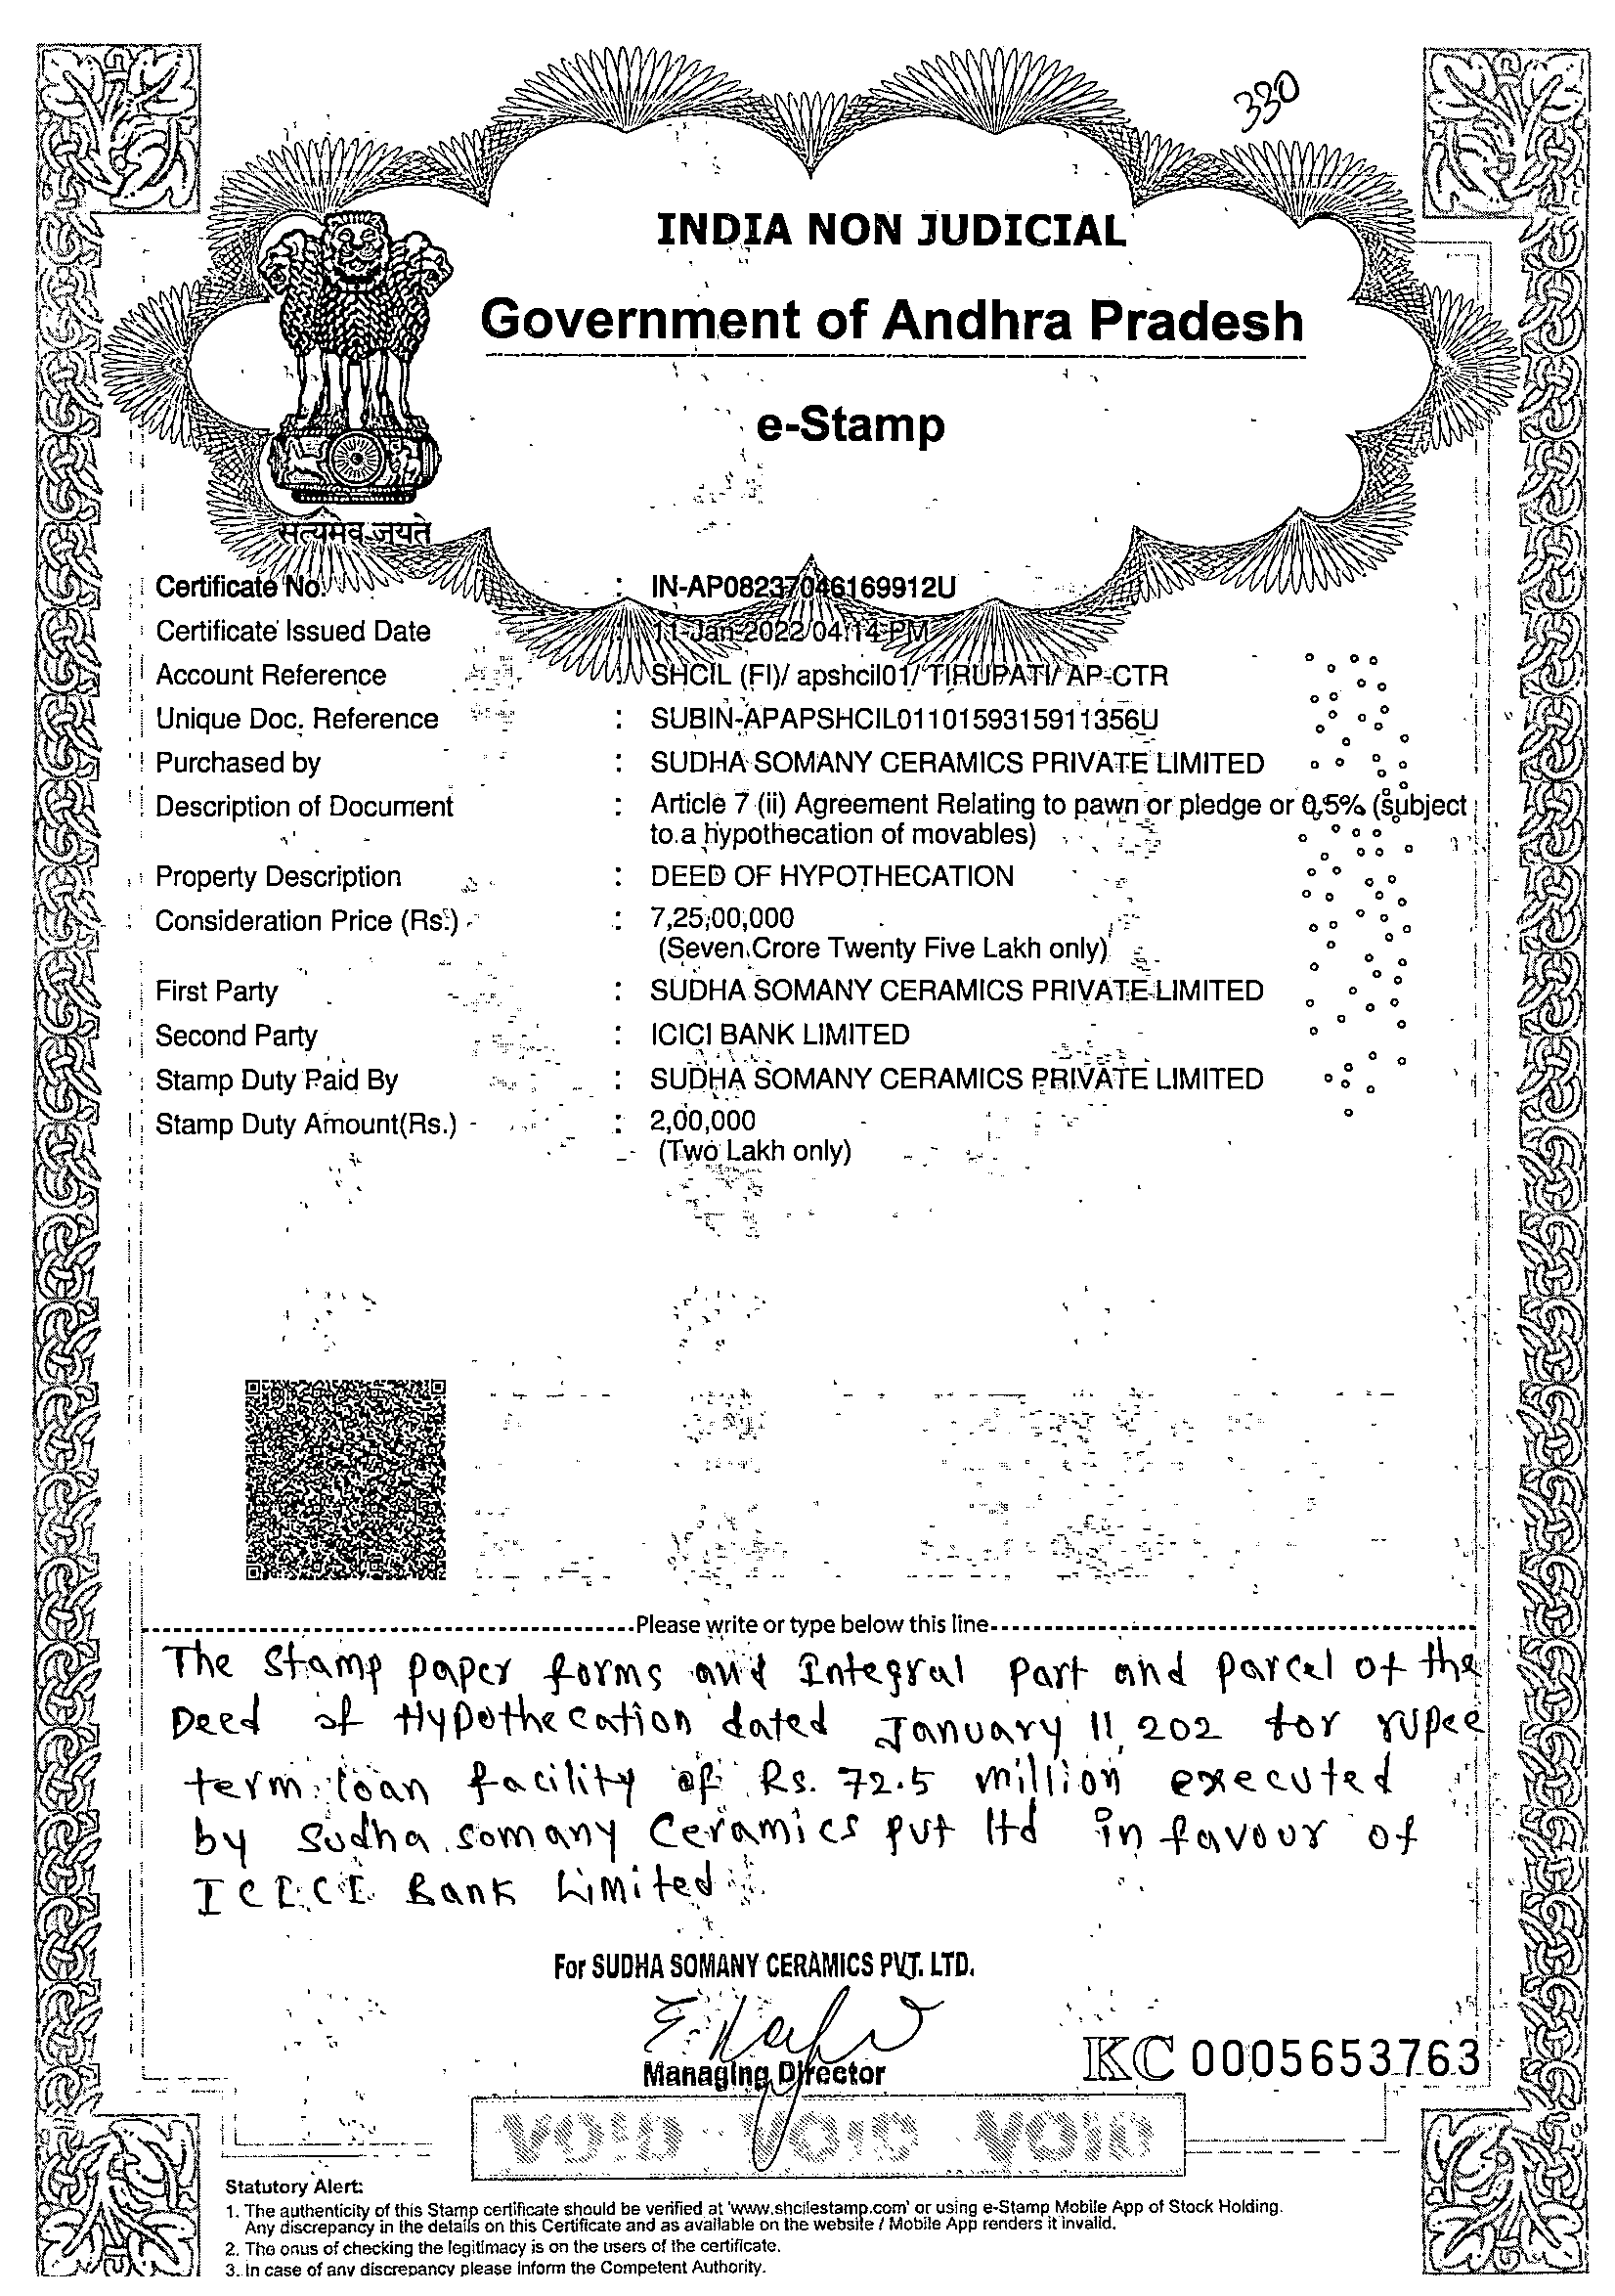 330
INDIA NON JUDICIAL
Government of Andhra Pradesh
e-Stamp
सत्यमेव जयते
Certificate No. : IN-AP08237046169912U
Certificate Issued Date : 11-Jan-2022 04:14 PM
Account Reference : SHCIL (FI)/ apshcil01/ TIRUPATI/ AP-CTR
Unique Doc. Reference : SUBIN-APAPSHCIL0110159315911356U
Purchased by : SUDHA SOMANY CERAMICS PRIVATE LIMITED
Description of Document : Article 7 (ii) Agreement Relating to pawn or pledge or 0.5% (subject
to a hypothecation of movables)
Property Description : DEED OF HYPOTHECATION
Consideration Price (Rs.) : 7,25,00,000
(Seven Crore Twenty Five Lakh only)
First Party : SUDHA SOMANY CERAMICS PRIVATE LIMITED
Second Party : ICICI BANK LIMITED
Stamp Duty Paid By : SUDHA SOMANY CERAMICS PRIVATE LIMITED
Stamp Duty Amount(Rs.) : 2,00,000
(Two Lakh only)
Please write or type below this line
The Stamp paper forms and Integral part and parcel of the
Deed of Hypothecation dated January 11, 202 for rupee
term loan facility of Rs. 72.5 million executed
by Sudha somany Ceramics pvt ltd in favour of
ICICI Bank Limited
For SUDHA SOMANY CERAMICS PVT. LTD.
Managing Director
KC 0005653763
VOID VOID VOID
Statutory Alert:
1. The authenticity of this Stamp certificate should be verified at 'www.shcilestamp.com' or using e-Stamp Mobile App of Stock Holding.
Any discrepancy in the details on this Certificate and as available on the website / Mobile App renders it invalid.
2. The onus of checking the legitimacy is on the users of the certificate.
3. In case of any discrepancy please inform the Competent Authority.